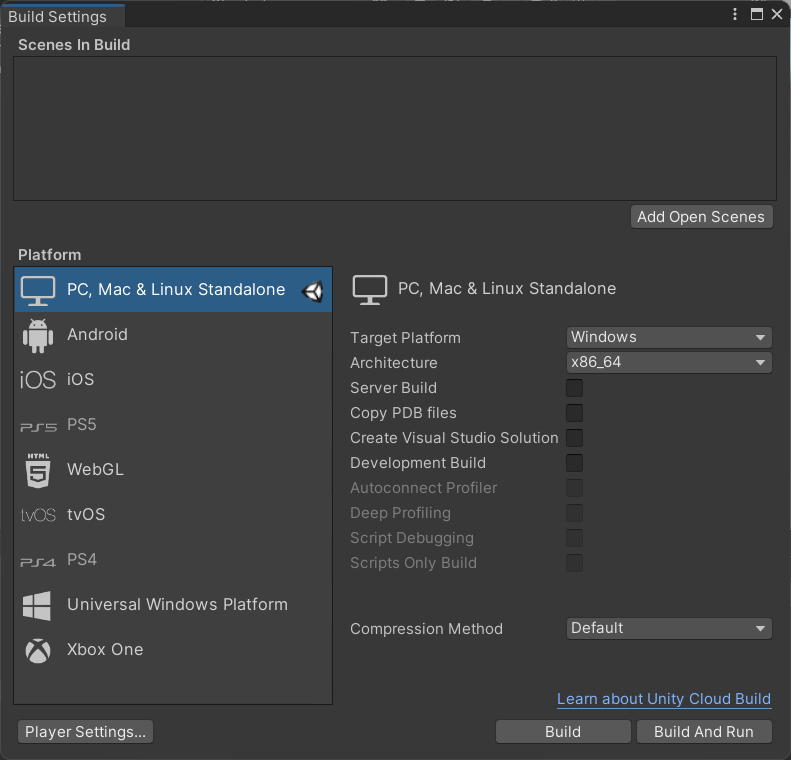 Build Settings
Scenes In Build
Add Open Scenes
Platform
PC, Mac & Linux Standalone
Android
iOS iOS
PS5 PS5
HTML
5 WebGL
tvOS tvOS
PS4 PS4
Universal Windows Platform
Xbox One
PC, Mac & Linux Standalone
Target Platform Windows
Architecture x86_64
Server Build
Copy PDB files
Create Visual Studio Solution
Development Build
Autoconnect Profiler
Deep Profiling
Script Debugging
Scripts Only Build
Compression Method Default
Learn about Unity Cloud Build
Player Settings... Build Build And Run